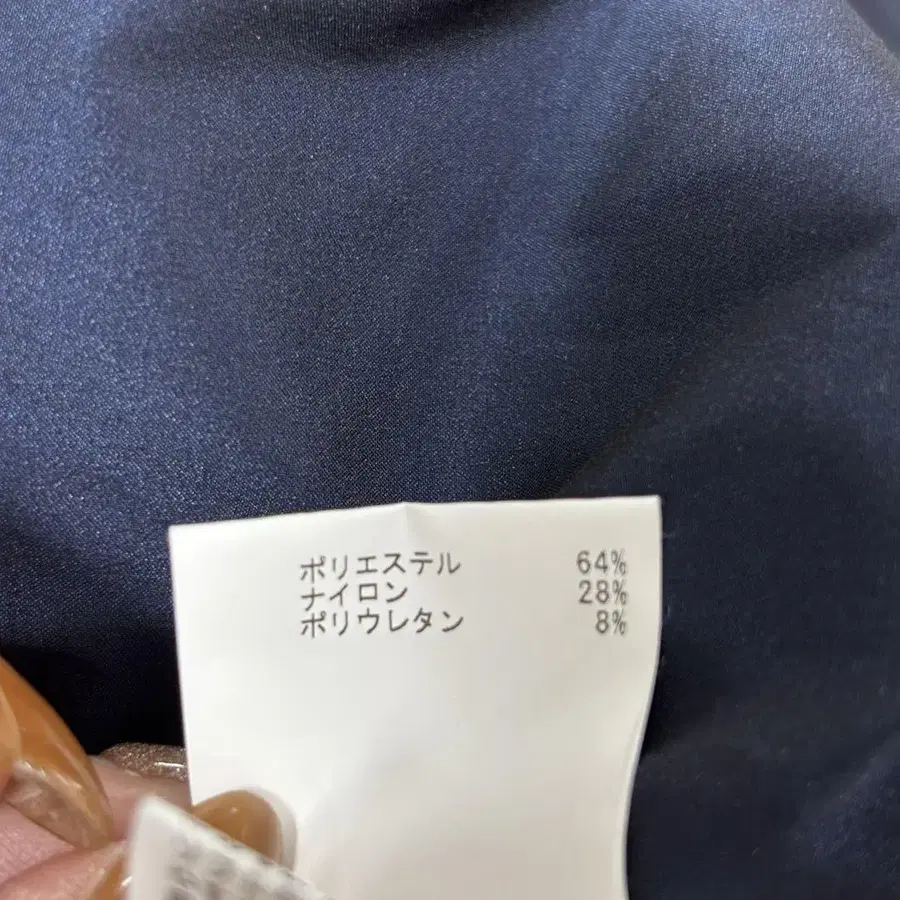 ポリエステル 64%
ナイロン 28%
ポリウレタン 8%